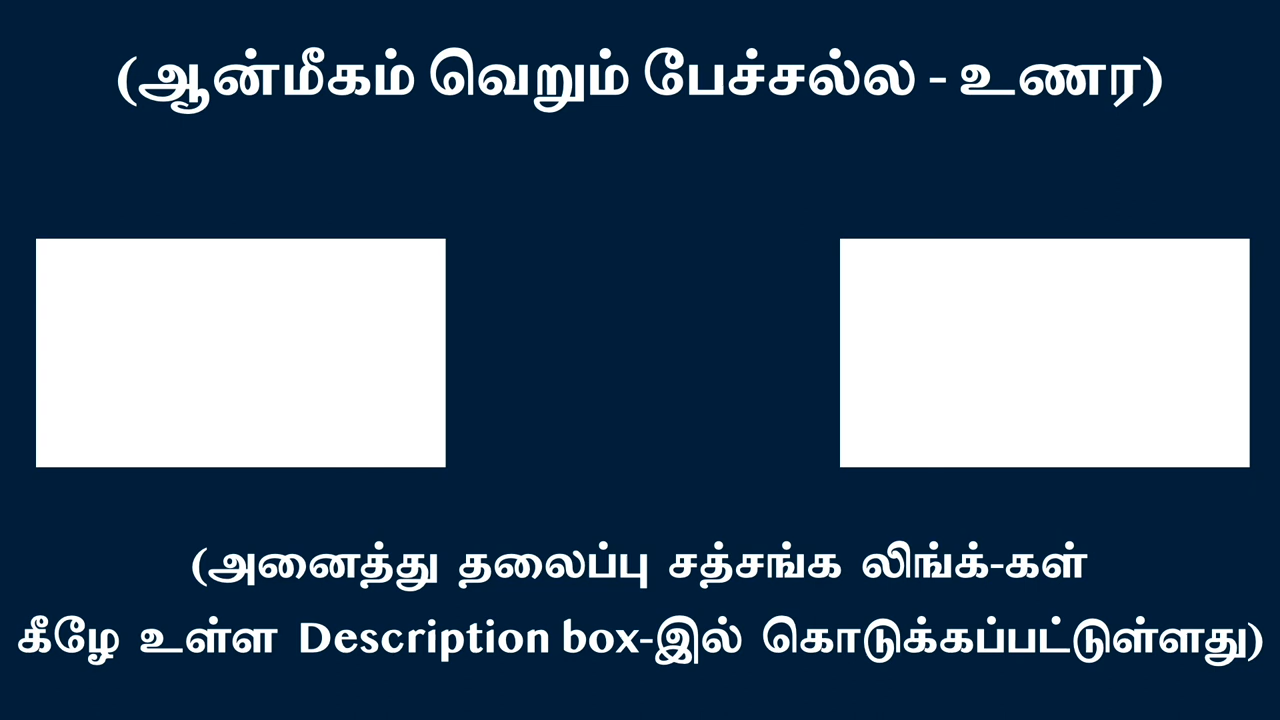 (ஆன்மீகம் வெறும் பேச்சல்ல - உணர)
(அனைத்து தலைப்பு சத்சங்க லிங்க்-கள்
கீழே உள்ள Description box-இல் கொடுக்கப்பட்டுள்ளது)